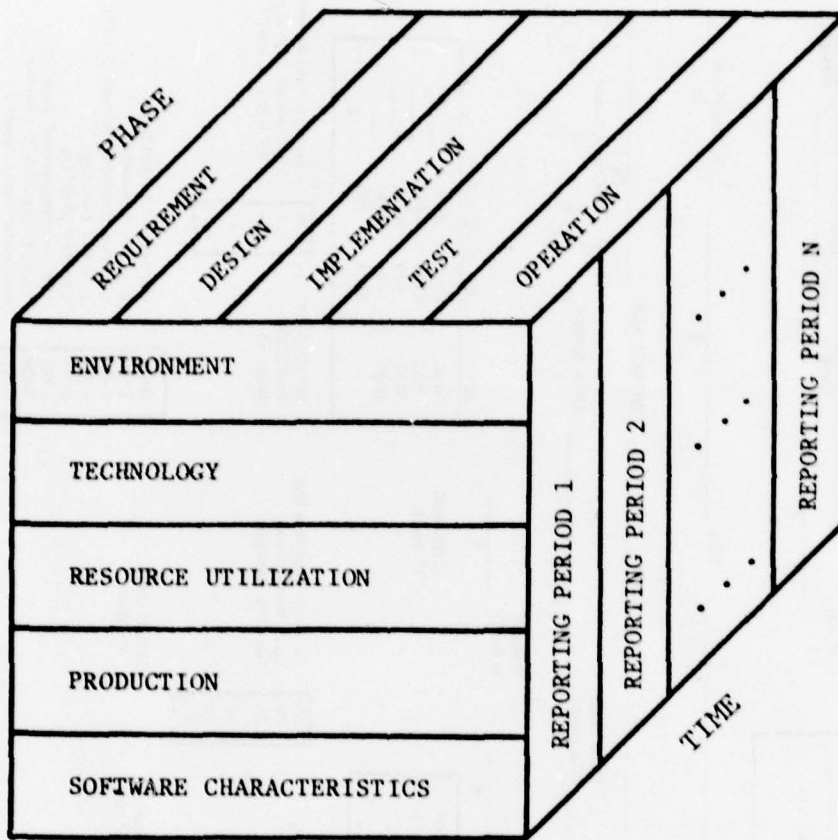 PHASE
REQUIREMENT
DESIGN
IMPLEMENTATION
TEST
OPERATION
ENVIRONMENT
TECHNOLOGY
RESOURCE UTILIZATION
PRODUCTION
SOFTWARE CHARACTERISTICS
REPORTING PERIOD 1
REPORTING PERIOD 2
REPORTING PERIOD N
TIME